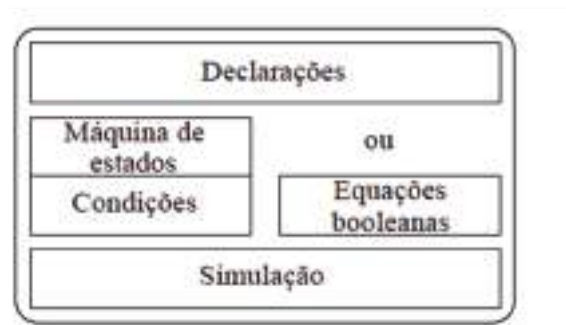 Declarações
Máquina de
estados
ou
Condições
Equações
booleanas
Simulação